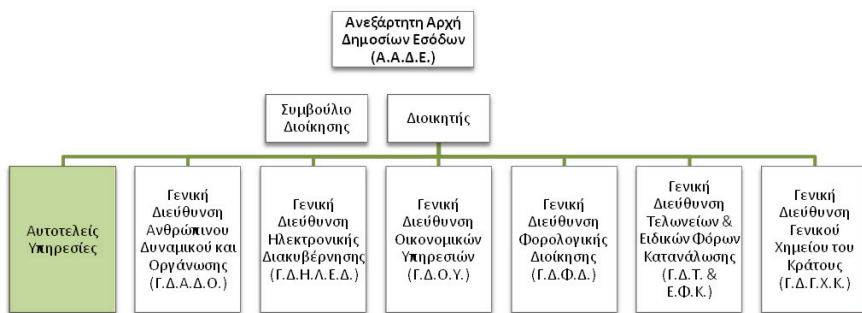 Ανεξάρτητη Αρχή
Δημοσίων Εσόδων
(Α.Α.Δ.Ε.)
Συμβούλιο
Διοίκησης
Διοικητής
Αυτοτελείς
Υπηρεσίες
Γενική
Διεύθυνση
Ανθρώπινου
Δυναμικού και
Οργάνωσης
(Γ.Δ.Α.Δ.Ο.)
Γενική
Διεύθυνση
Ηλεκτρονικής
Διακυβέρνησης
(Γ.Δ.Η.Λ.Ε.Δ.)
Γενική
Διεύθυνση
Οικονομικών
Υπηρεσιών
(Γ.Δ.Ο.Υ.)
Γενική
Διεύθυνση
Φορολογικής
Διοίκησης
(Γ.Δ.Φ.Δ.)
Γενική
Διεύθυνση
Τελωνείων &
Ειδικών Φόρων
Κατανάλωσης
(Γ.Δ.Τ. &
Ε.Φ.Κ.)
Γενική
Διεύθυνση
Γενικού
Χημείου του
Κράτους
(Γ.Δ.Γ.Χ.Κ.)